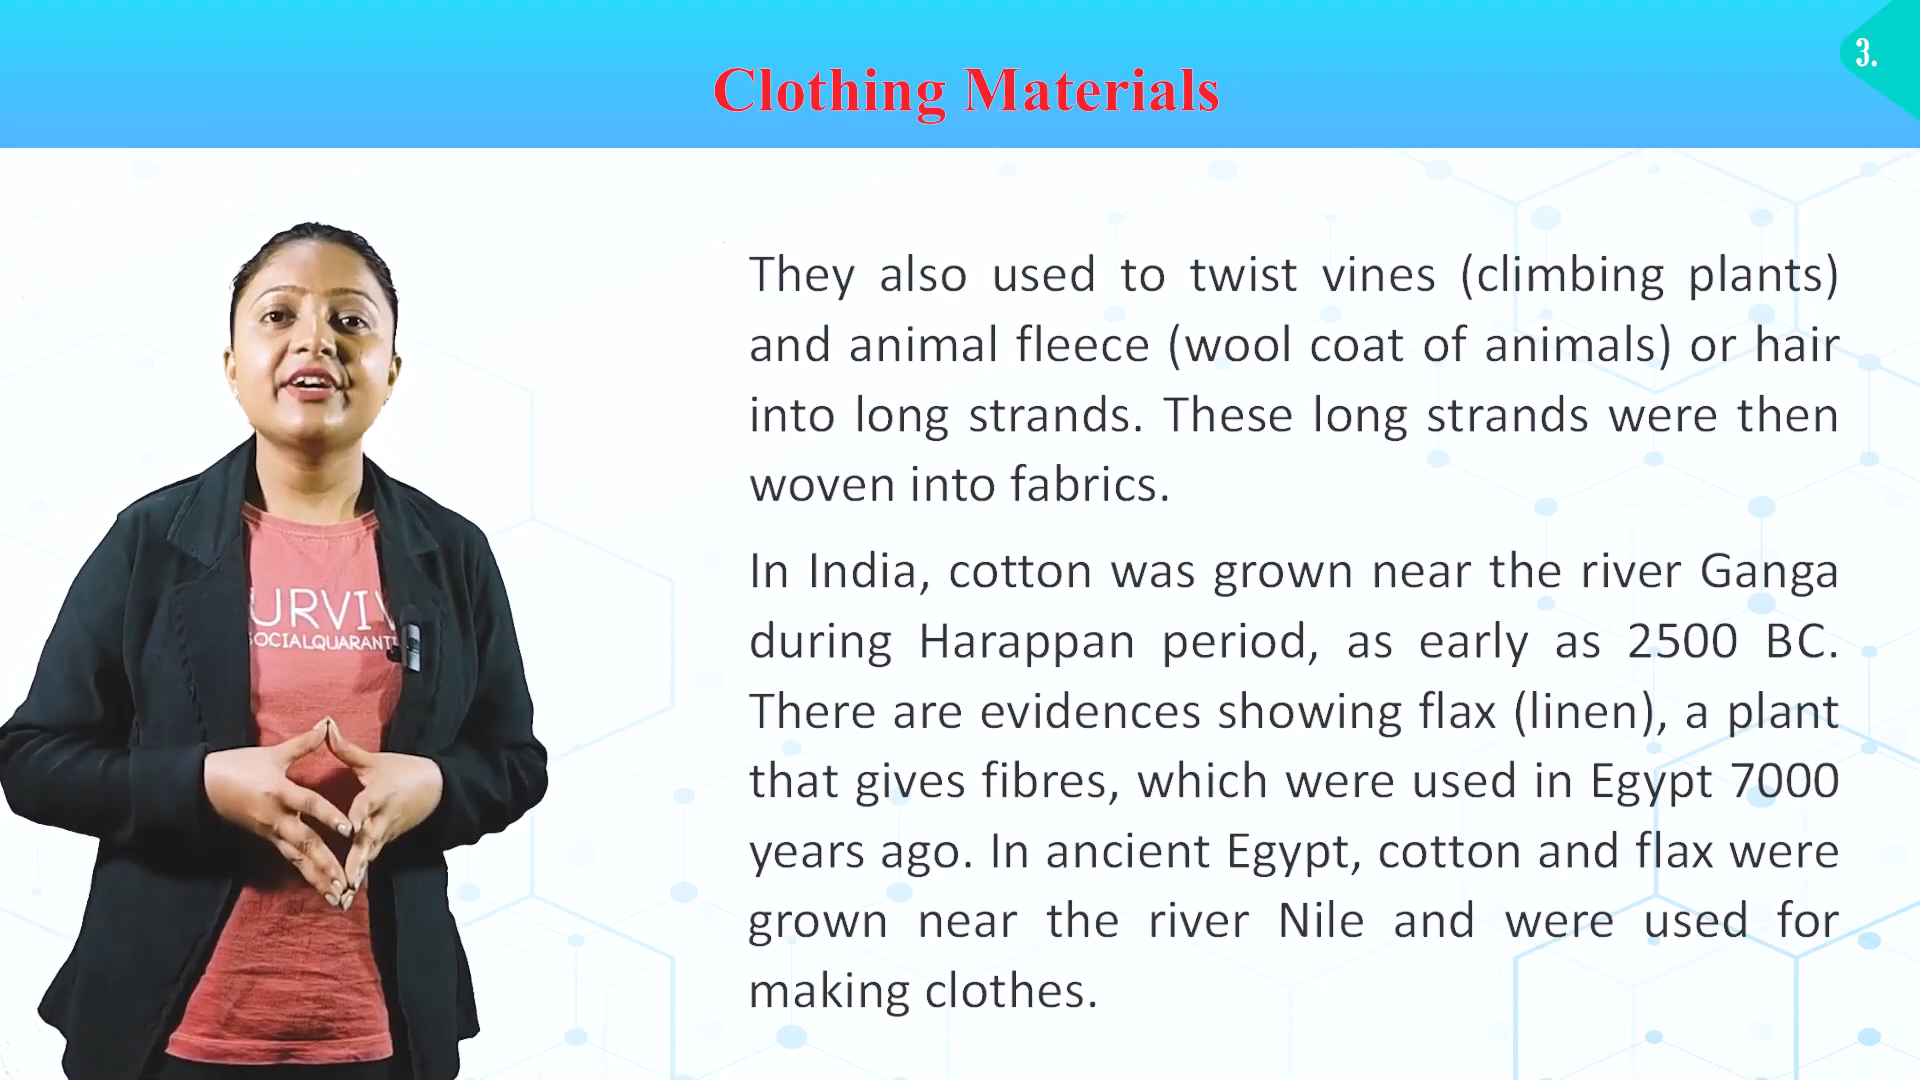 Clothing Materials
3.
They also used to twist vines (climbing plants)
and animal fleece (wool coat of animals) or hair
into long strands. These long strands were then
woven into fabrics.
In India, cotton was grown near the river Ganga
during Harappan period, as early as 2500 BC.
There are evidences showing flax (linen), a plant
that gives fibres, which were used in Egypt 7000
years ago. In ancient Egypt, cotton and flax were
grown near the river Nile and were used for
making clothes.
URVIV
SOCIALQUARANT